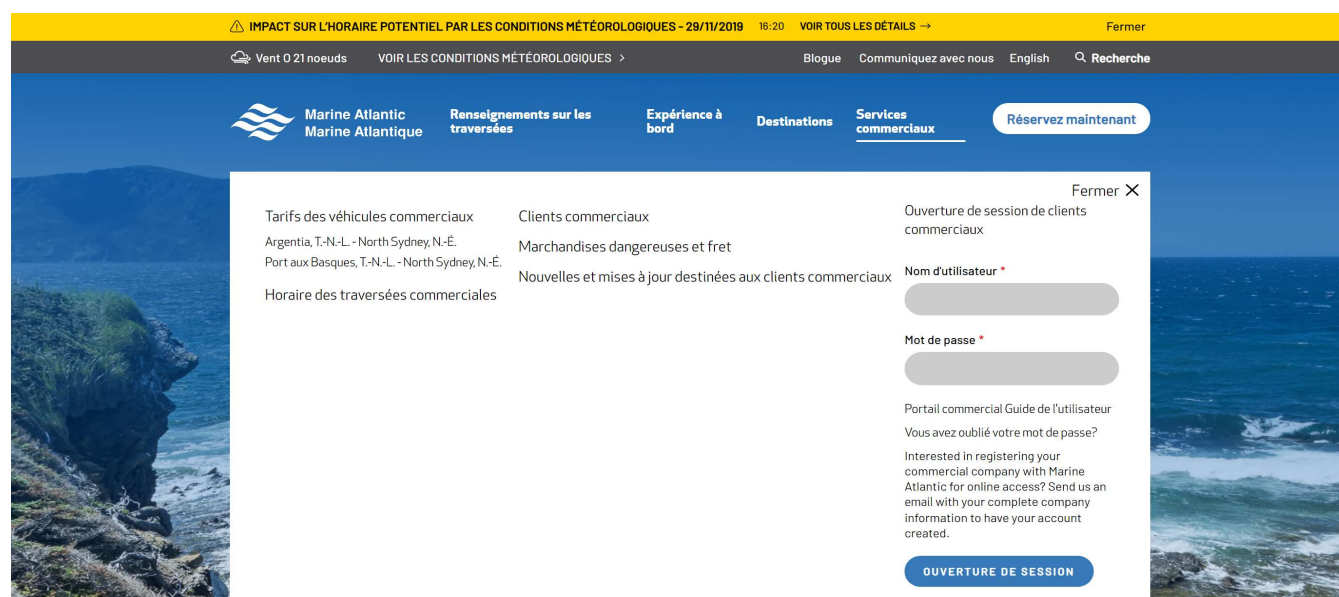 IMPACT SUR L'HORAIRE POTENTIEL PAR LES CONDITIONS MÉTÉOROLOGIQUES - 29/11/2019 16:20 VOIR TOUS LES DÉTAILS → Fermer
Vent O 21 noeuds VOIR LES CONDITIONS MÉTÉOROLOGIQUES > Blogue Communiquez avec nous English Recherche
Marine Atlantic
Marine Atlantique
Renseignements sur les
traversées
Expérience à
bord
Destinations
Services
commerciaux
Réservez maintenant
Fermer ✕
Tarifs des véhicules commerciaux
Argentia, T.-N.-L. - North Sydney, N.-É.
Port aux Basques, T.-N.-L. - North Sydney, N.-É.
Horaire des traversées commerciales
Clients commerciaux
Marchandises dangereuses et fret
Nouvelles et mises à jour destinées aux clients commerciaux
Ouverture de session de clients
commerciaux
Nom d'utilisateur *
Mot de passe *
Portail commercial Guide de l'utilisateur
Vous avez oublié votre mot de passe?
Interested in registering your
commercial company with Marine
Atlantic for online access? Send us an
email with your complete company
information to have your account
created.
OUVERTURE DE SESSION